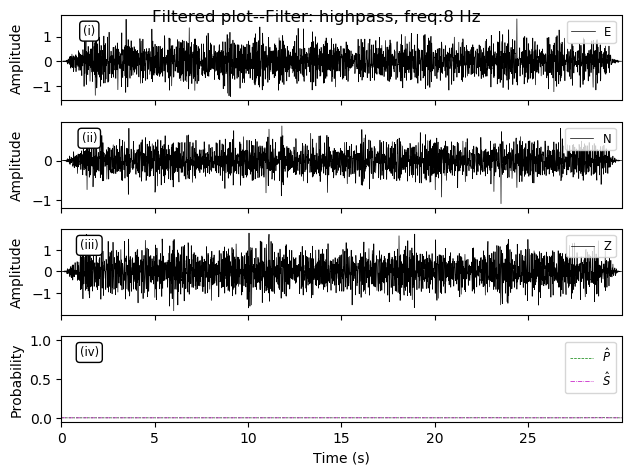 Filtered plot--Filter: highpass, freq:8 Hz
(i)
E
Amplitude
1
0
−1
(ii)
N
Amplitude
0
−1
(iii)
Z
Amplitude
1
0
−1
(iv)
P̂
Ŝ
Probability
1.0
0.5
0.0
0 5 10 15 20 25
Time (s)